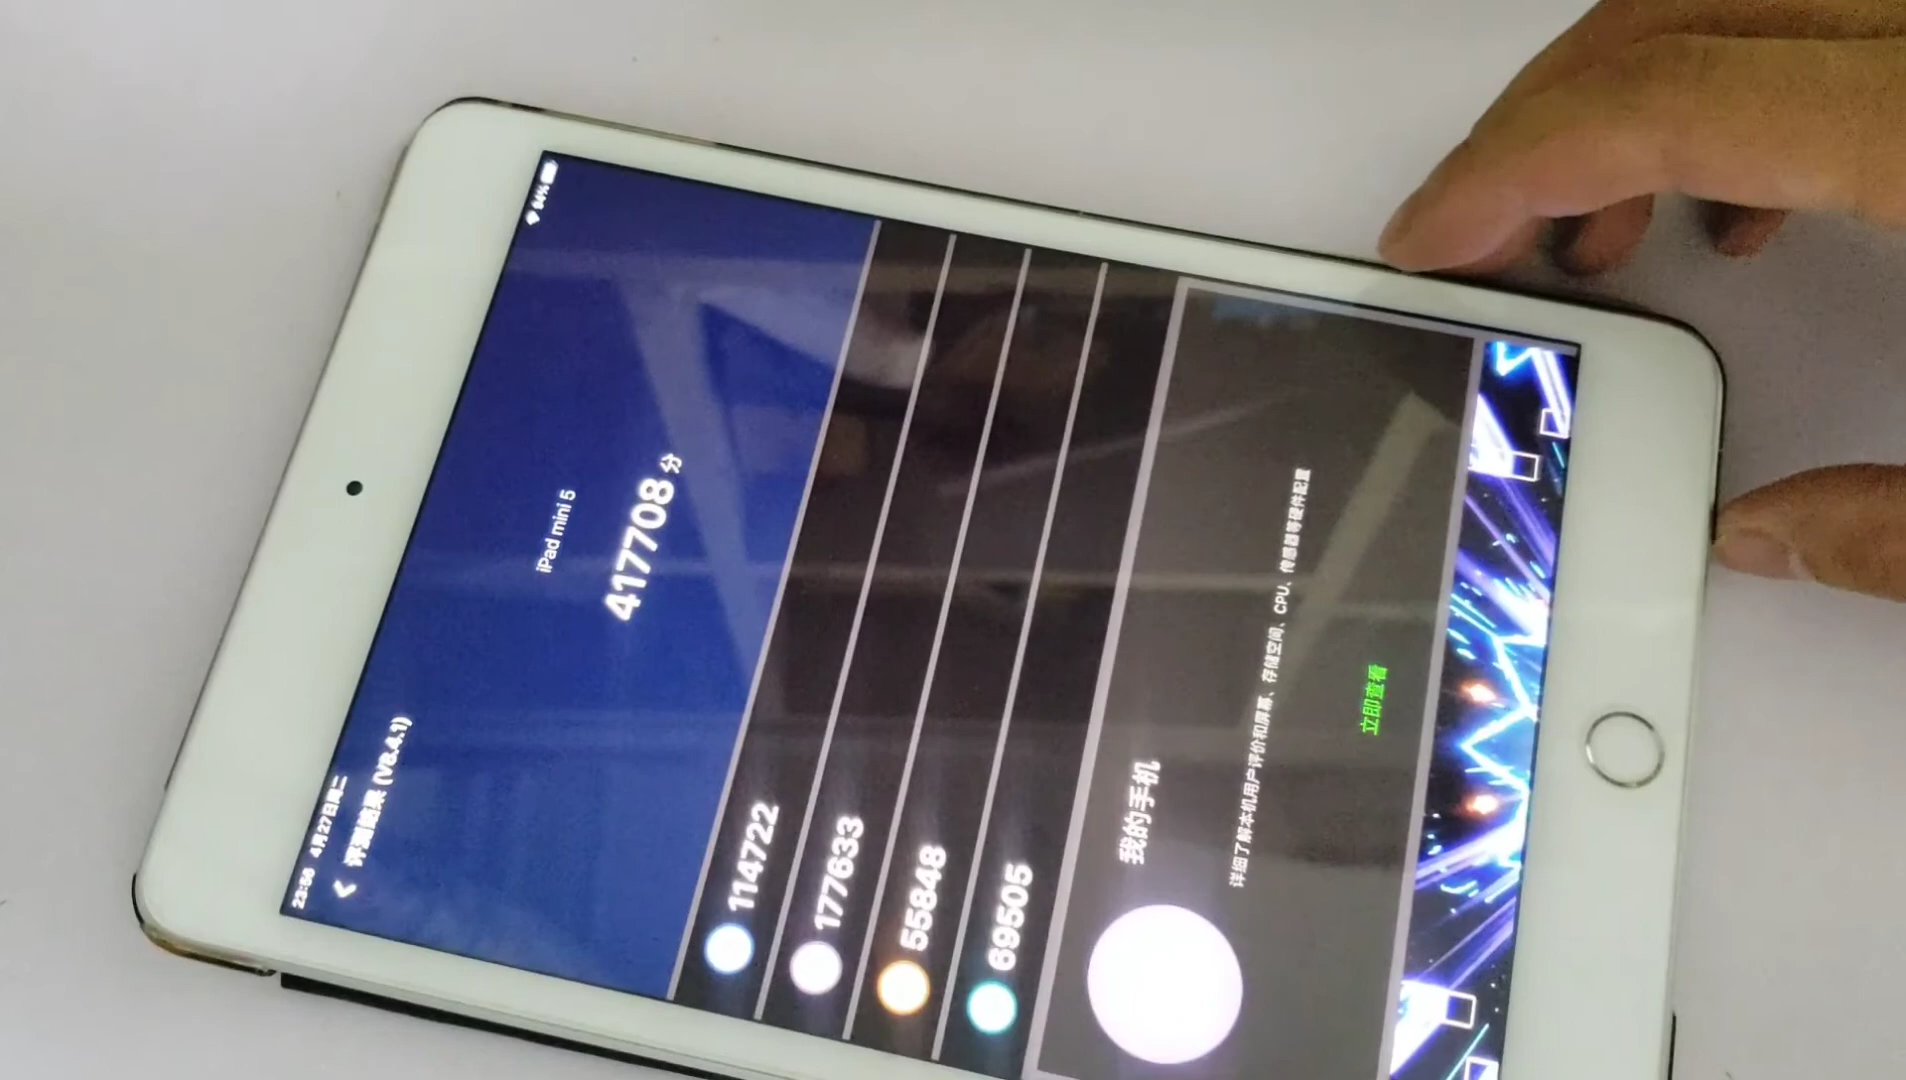 23:56 4月27日周二
94%
评测结果 (V8.4.1)
iPad mini 5
417708 分
114722
177633
55848
69505
我的手机
详细了解本机用户评价和屏幕、存储空间、CPU、传感器等硬件配置
立即查看